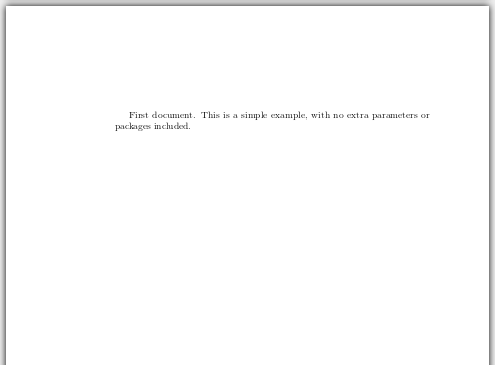 First document. This is a simple example, with no extra parameters or
packages included.